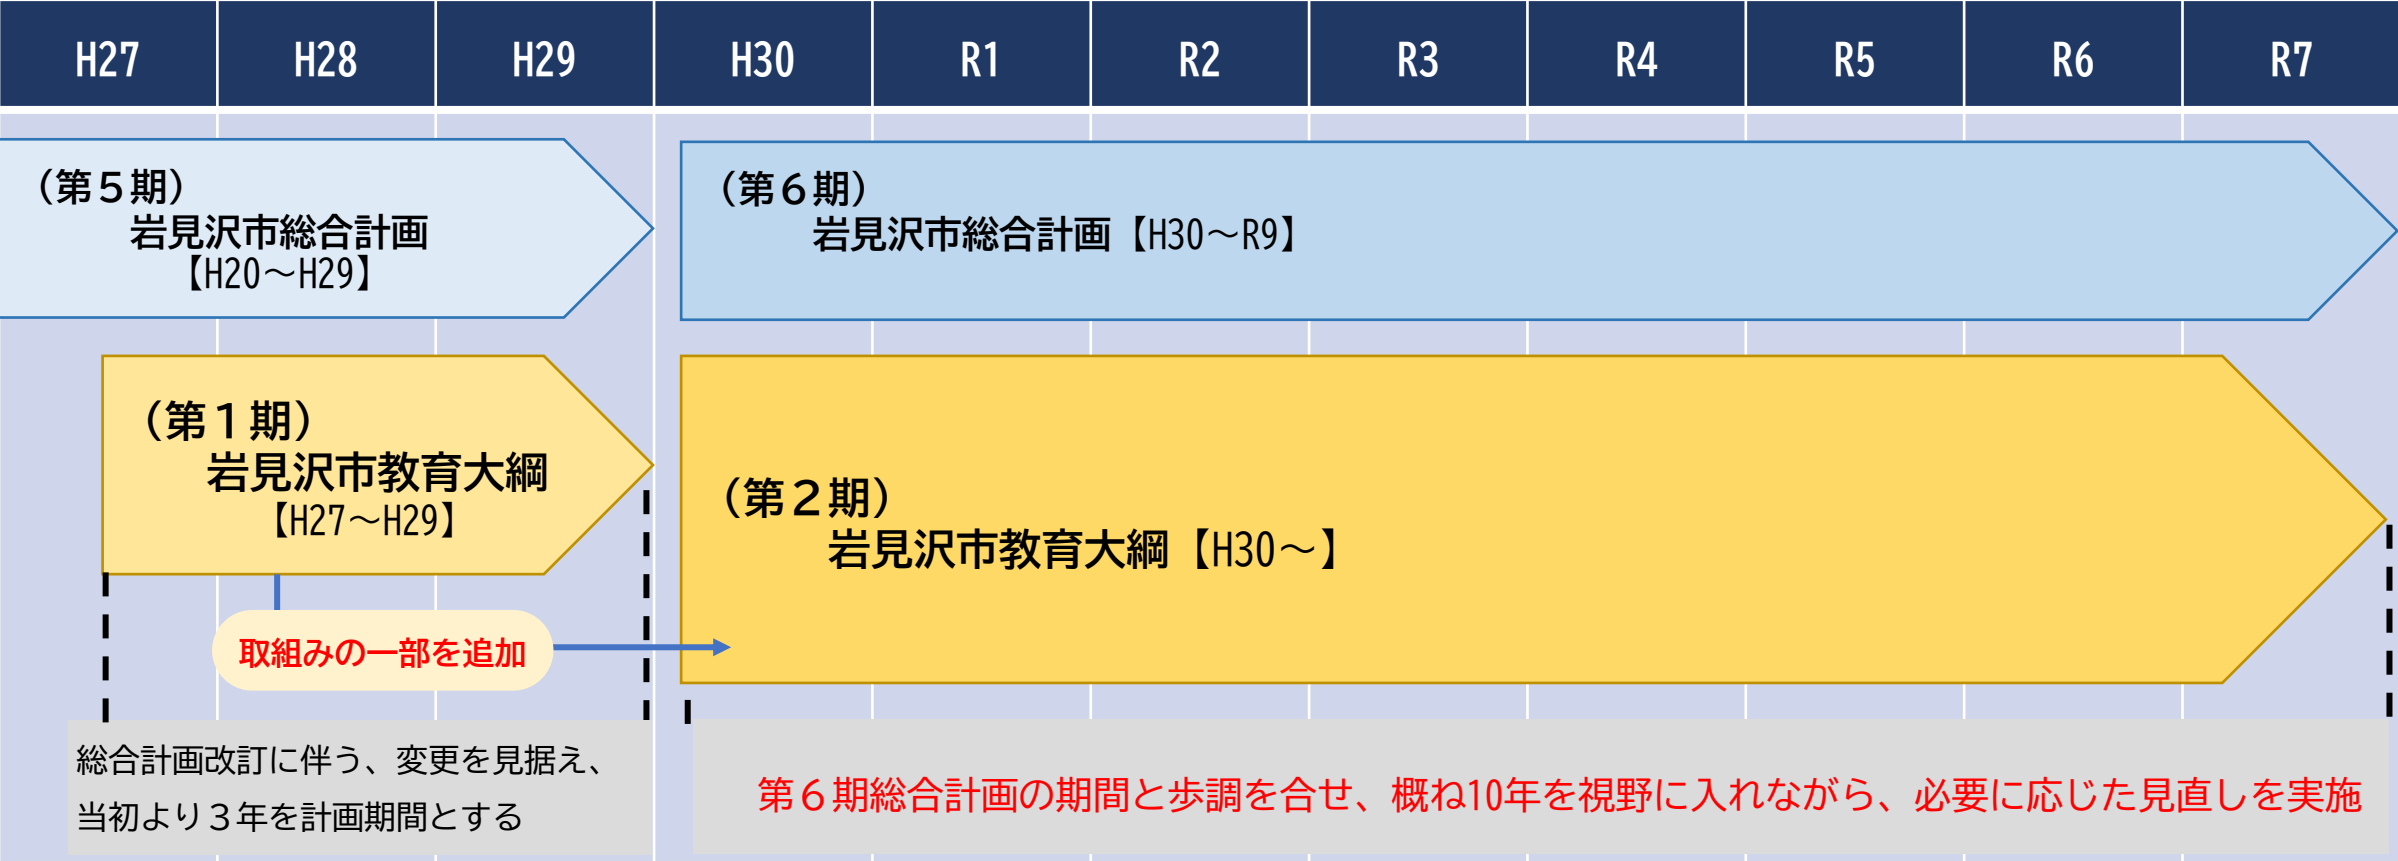 H27 H28 H29 H30 R1 R2 R3 R4 R5 R6 R7
（第５期）
岩見沢市総合計画
【H20～H29】
（第６期）
岩見沢市総合計画【H30～R9】
（第１期）
岩見沢市教育大綱
【H27～H29】
（第２期）
岩見沢市教育大綱【H30～】
取組みの一部を追加
総合計画改訂に伴う、変更を見据え、
当初より３年を計画期間とする
第６期総合計画の期間と歩調を合せ、概ね10年を視野に入れながら、必要に応じた見直しを実施